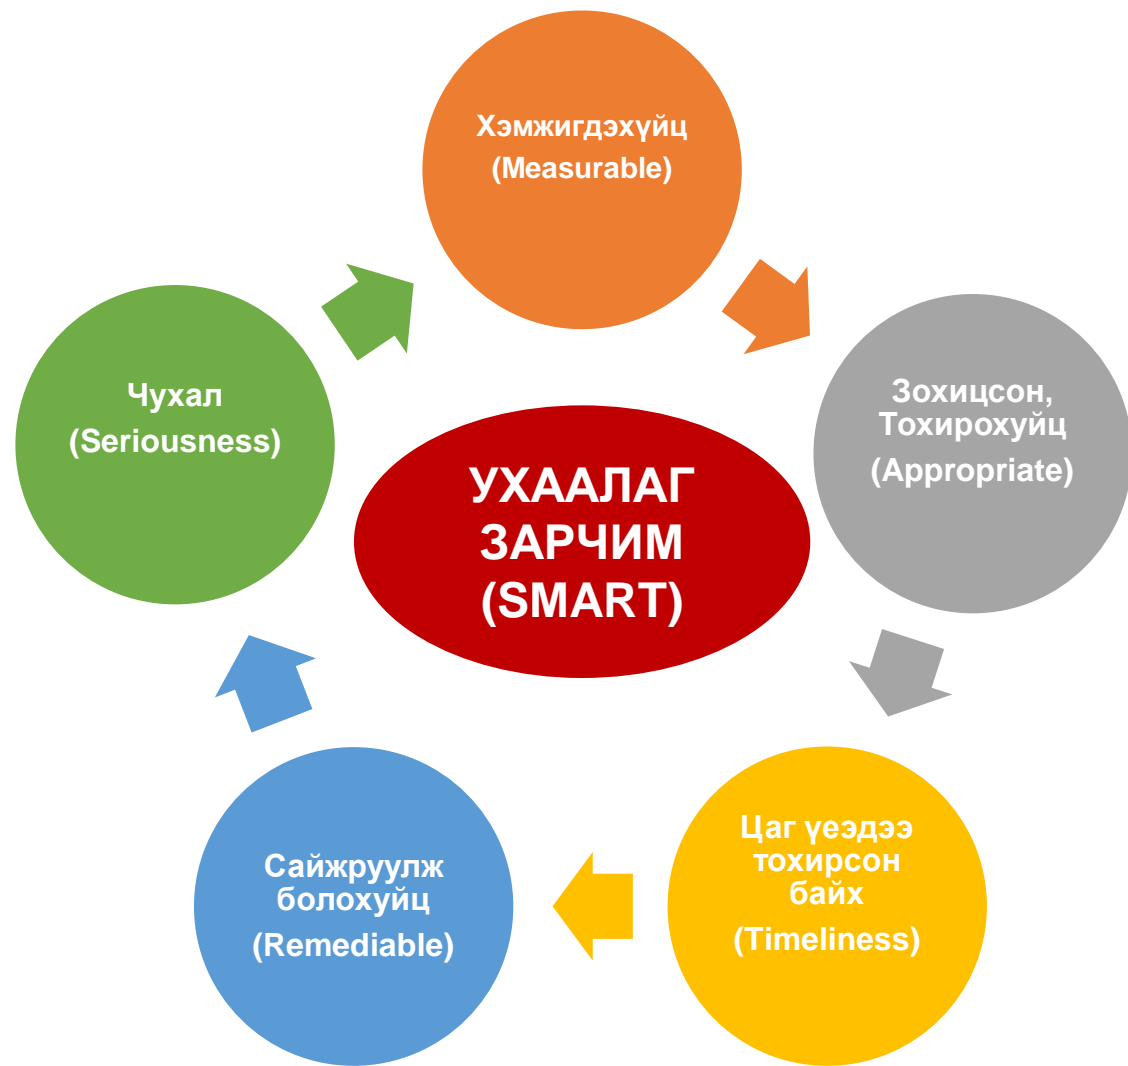 Хэмжигдэхүйц
(Measurable)
Зохицсон,
Тохирохуйц
(Appropriate)
Цаг үеэдээ
тохирсон
байх
(Timeliness)
Сайжруулж
болохуйц
(Remediable)
Чухал
(Seriousness)
УХААЛАГ
ЗАРЧИМ
(SMART)